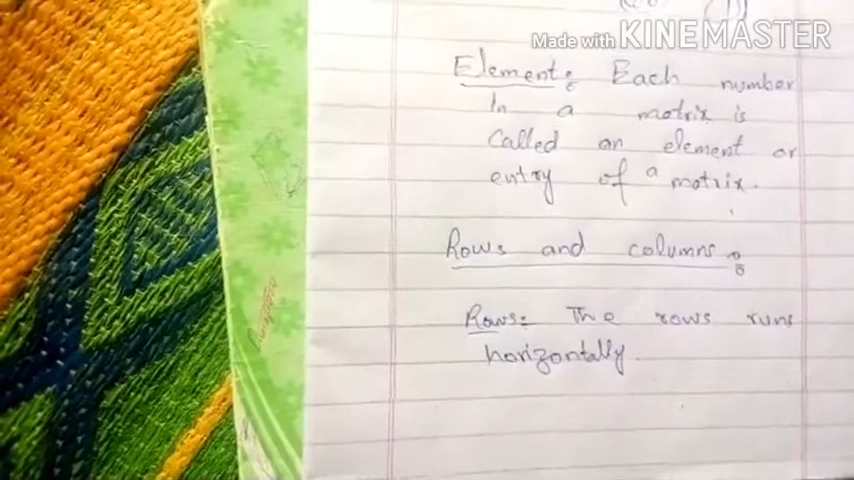 Made with KINEMASTER
Element: Each number
In a matrix is
Called an element or
entry of a matrix.
Rows and columns :
Rows: The rows runs
horizontally